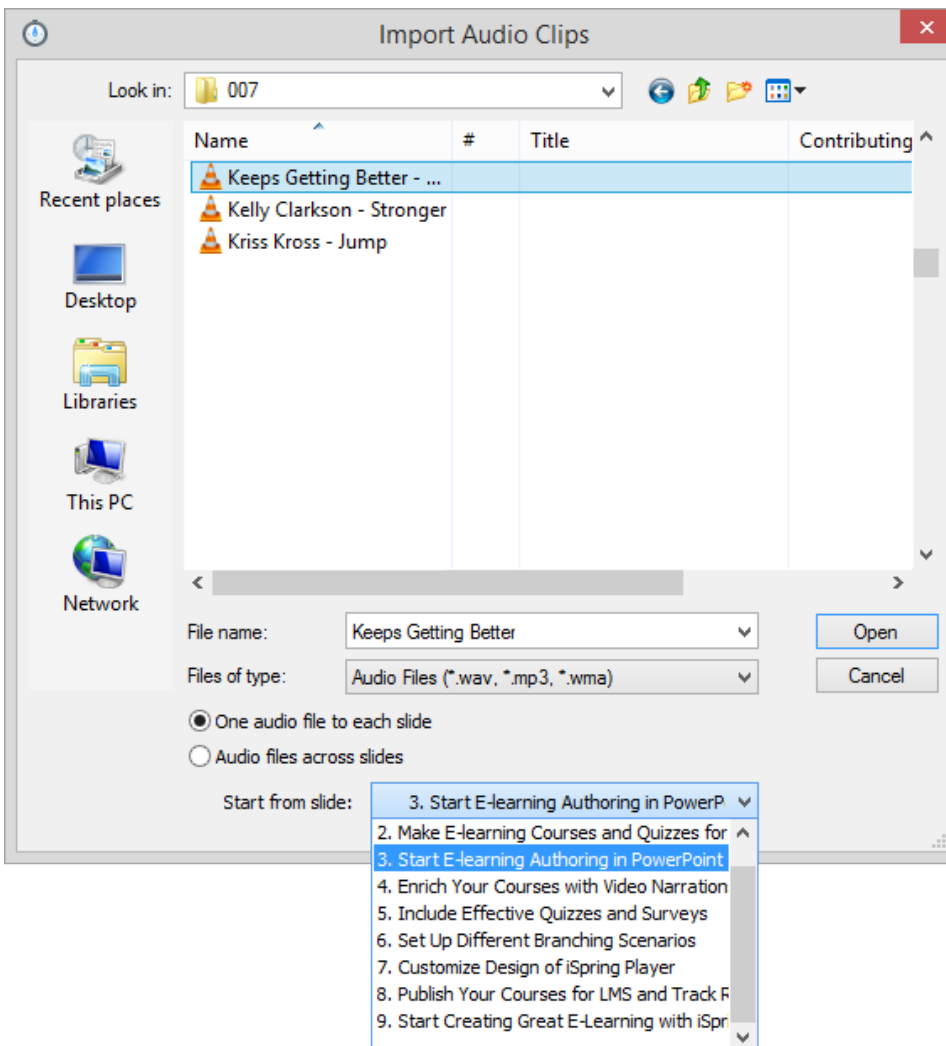 Import Audio Clips
Look in: 007
Name # Title Contributing
Recent places
Keeps Getting Better - ...
Kelly Clarkson - Stronger
Kriss Kross - Jump
Desktop
Libraries
This PC
Network
File name: Keeps Getting Better Open
Files of type: Audio Files (*.wav, *.mp3, *.wma) Cancel
One audio file to each slide
Audio files across slides
Start from slide: 3. Start E-learning Authoring in PowerP
2. Make E-learning Courses and Quizzes for
3. Start E-learning Authoring in PowerPoint
4. Enrich Your Courses with Video Narration
5. Include Effective Quizzes and Surveys
6. Set Up Different Branching Scenarios
7. Customize Design of iSpring Player
8. Publish Your Courses for LMS and Track R
9. Start Creating Great E-Learning with iSpri